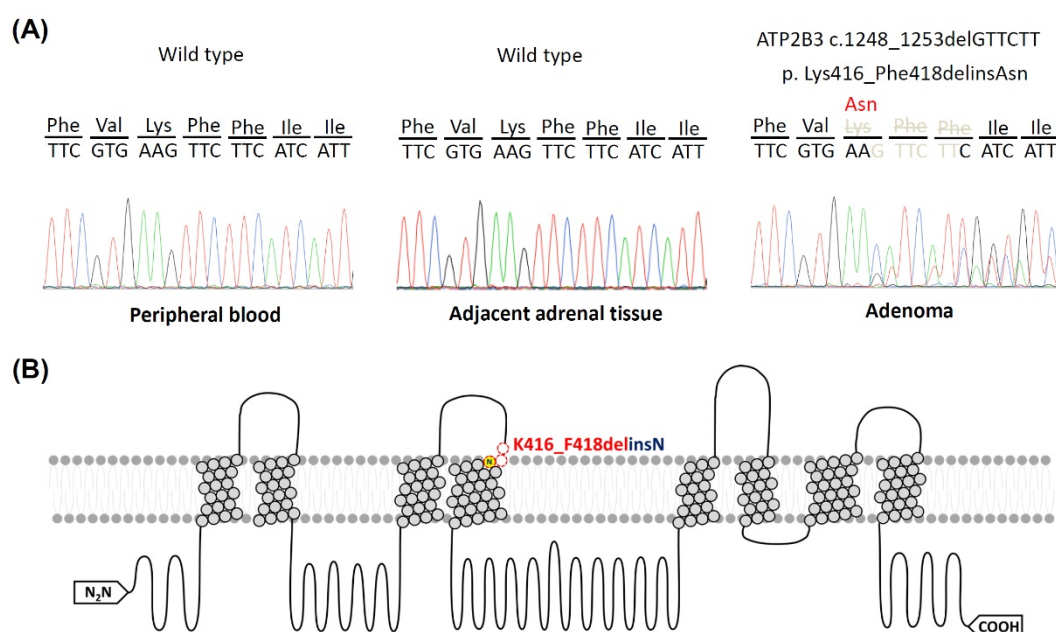 (A)
Wild type
Phe Val Lys Phe Phe Ile Ile
TTC GTG AAG TTC TTC ATC ATT
Peripheral blood
Wild type
Phe Val Lys Phe Phe Ile Ile
TTC GTG AAG TTC TTC ATC ATT
Adjacent adrenal tissue
ATP2B3 c.1248_1253delGTTCTT
p. Lys416_Phe418delinsAsn
Asn
Phe Val Lys Phe Phe Ile Ile
TTC GTG AAG TTC TTC ATC ATT
Adenoma
(B)
K416_F418delinsN
N
N₂N
COOH